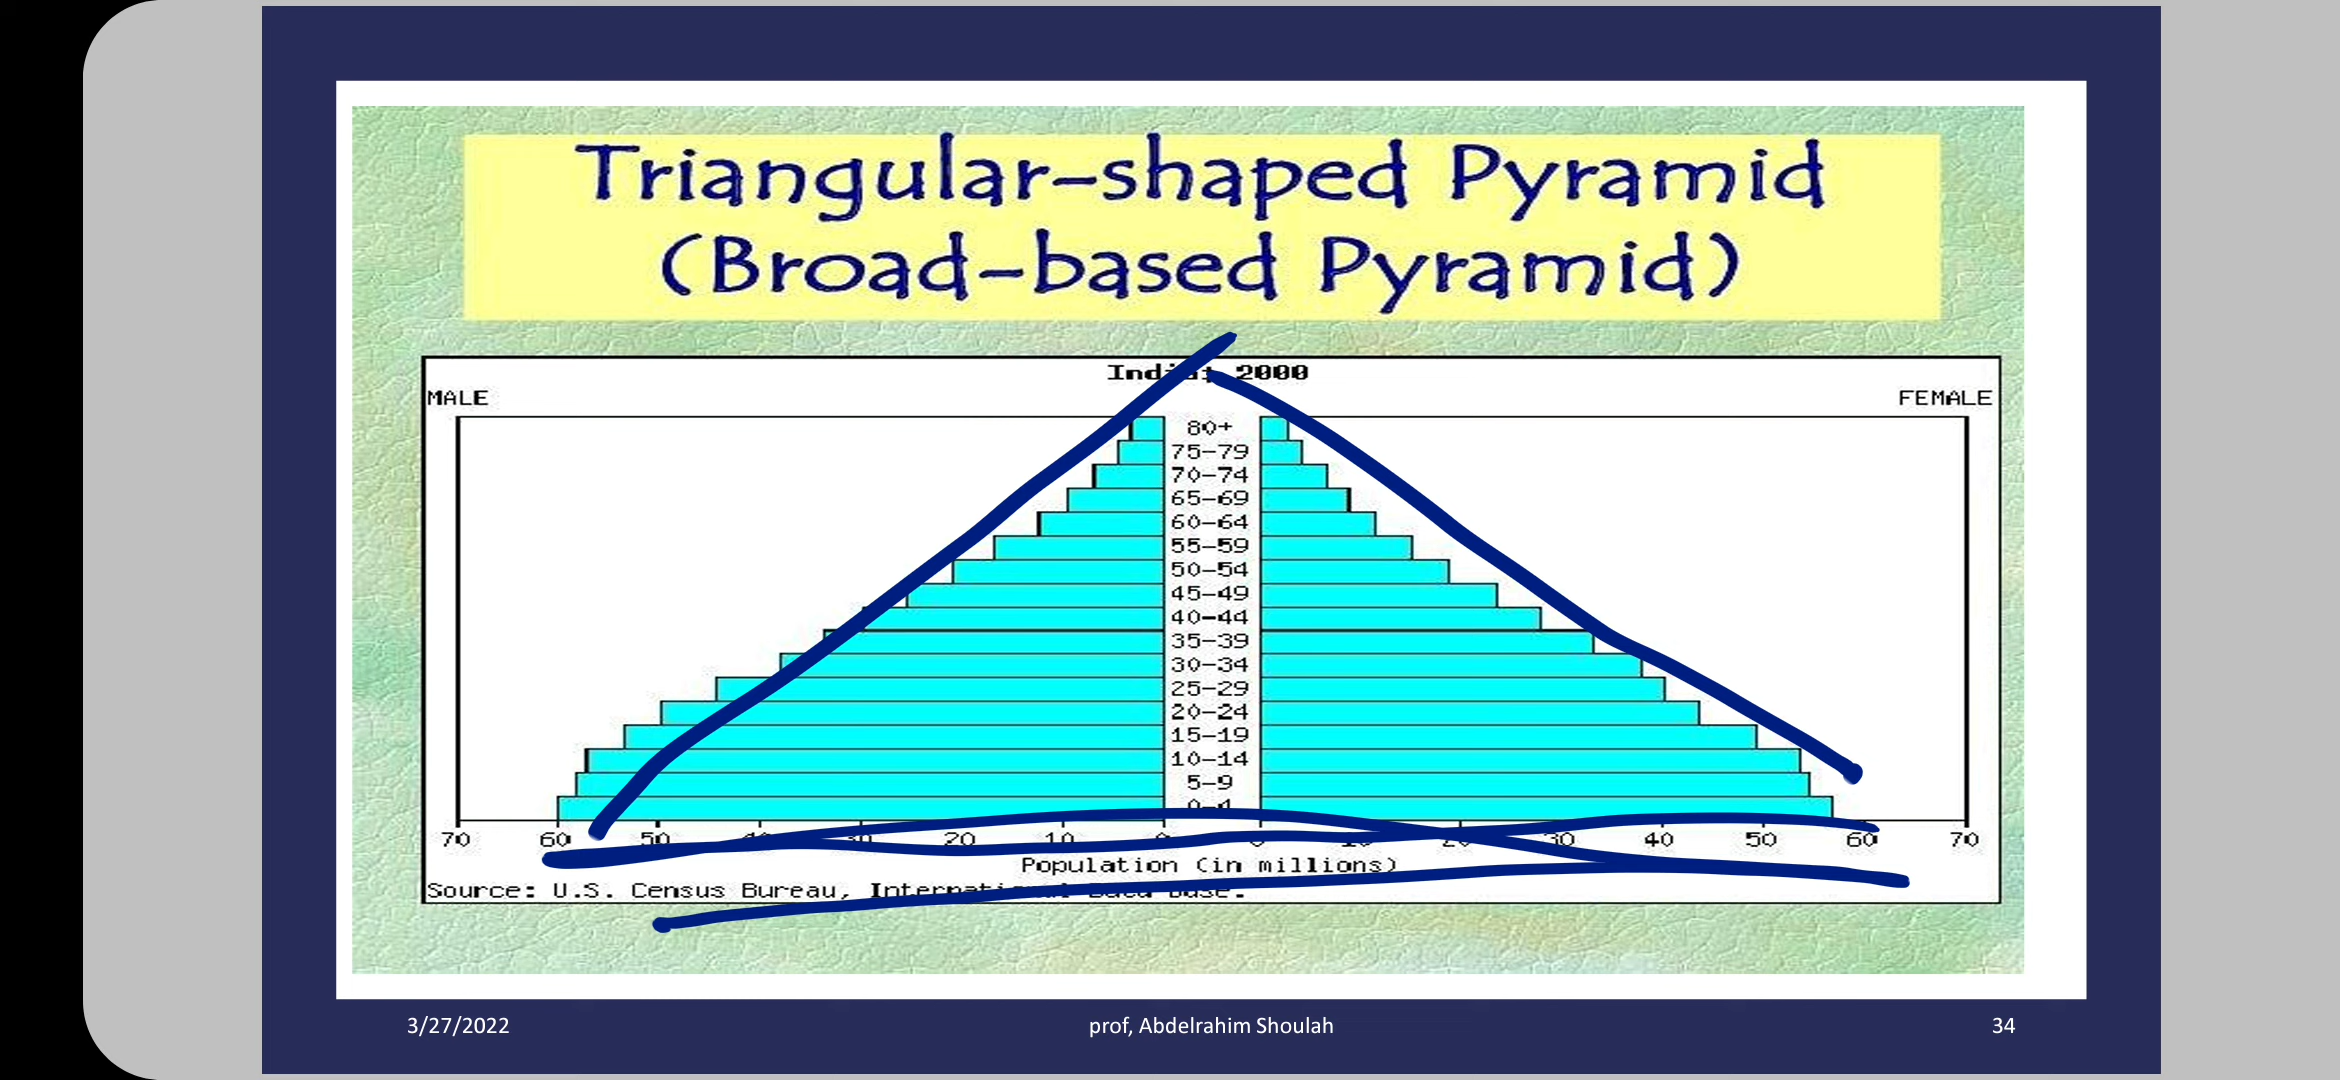 Triangular-shaped Pyramid
(Broad-based Pyramid)
2000
MALE
FEMALE
80+
75-79
70-74
65-69
60-64
55-59
50-54
45-49
40-44
35-39
30-34
25-29
20-24
15-19
10-14
5-9
0-4
70 60 50 40 30 20 10 0 0 10 20 30 40 50 60 70
Population (in millions)
Source: U.S. Census Bureau, International Data Base.
3/27/2022
prof, Abdelrahim Shoulah
34